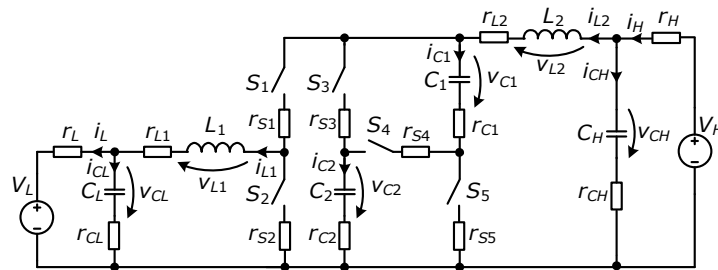 r_L2 L_2 i_L2 i_H r_H
i_C1 v_L2 i_CH
S_1 S_3 C_1 v_C1
r_S1 r_S3 S_4 r_S4 r_C1 C_H v_CH V_H
r_L i_L r_L1 L_1 i_L1
i_CL v_L1 i_C2
V_L C_L v_CL S_2 C_2 v_C2 S_5 r_CH
r_CL r_S2 r_C2 r_S5